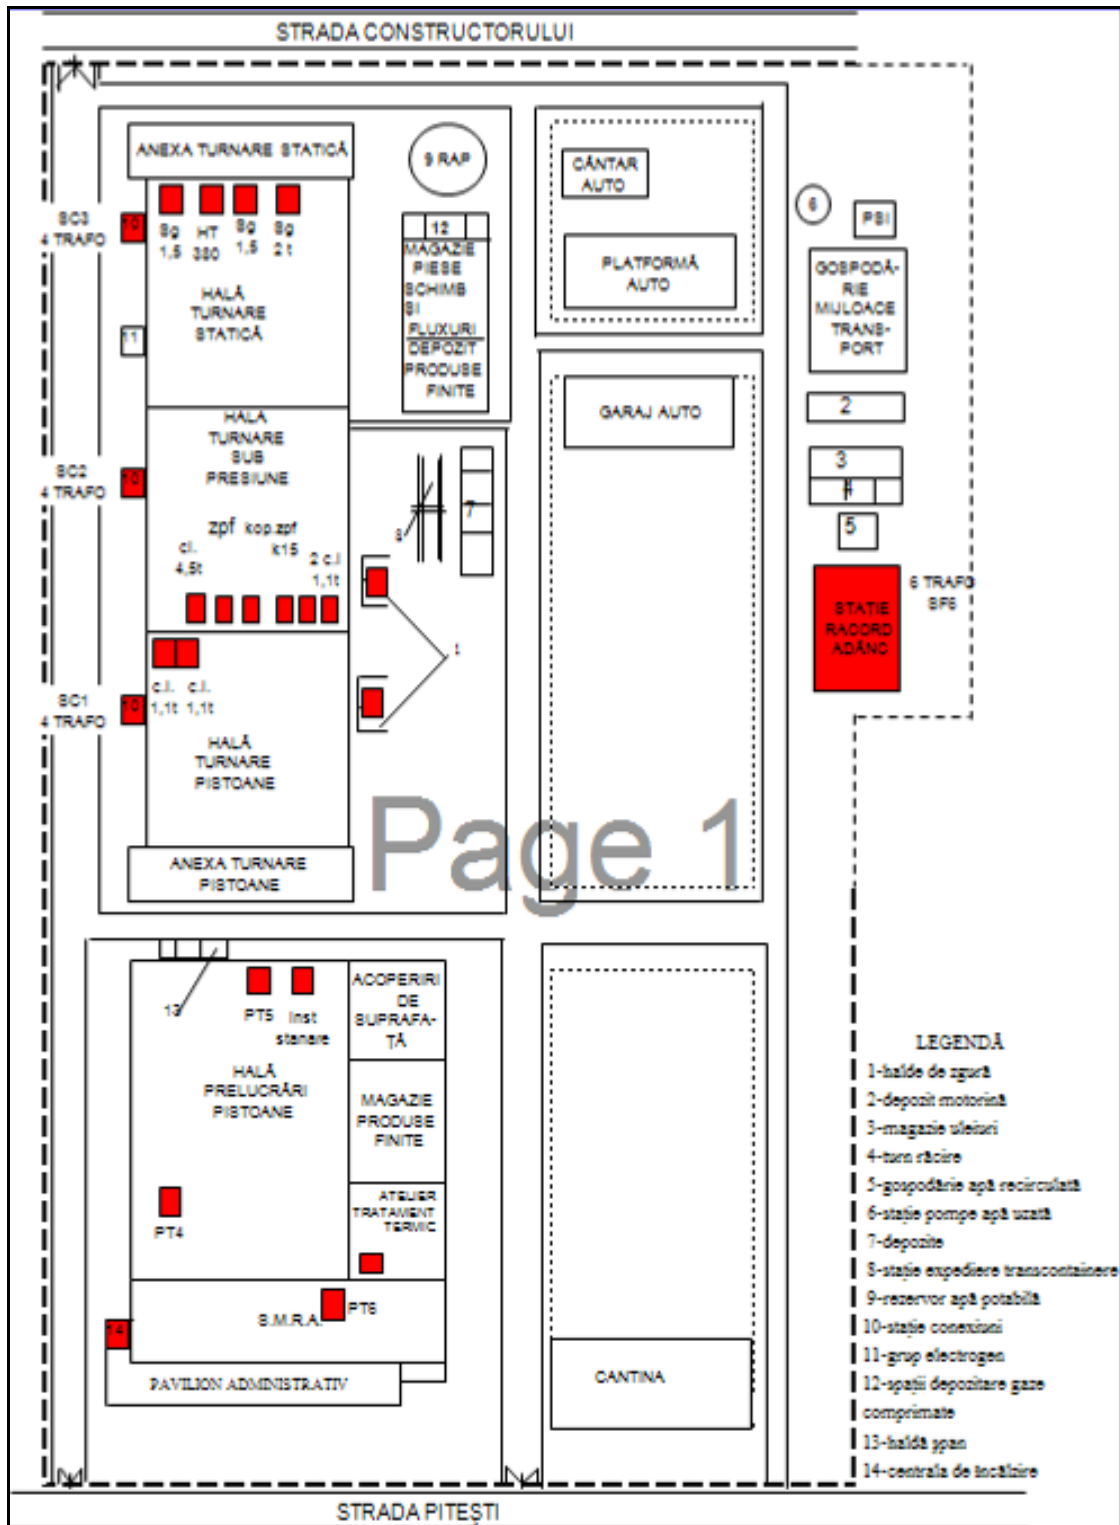 STRADA CONSTRUCTORULUI
ANEXA TURNARE STATICĂ
9 RAP
CÂNTAR
AUTO
6
PSI
SC3
4 TRAFO
10
Sg
1,5
HT
380
Sg
1,5
Sg
2 t
12
MAGAZIE
PIESE
SCHIMB
SI
FLUXURI
DEPOZIT
PRODUSE
FINITE
PLATFORMĂ
AUTO
GOSPODĂ-
RIE
MIJLOACE
TRANS-
PORT
HALĂ
TURNARE
STATICĂ
11
GARAJ AUTO
2
HALA
TURNARE
SUB
PRESIUNE
SC2
4 TRAFO
10
3
4
7
8
5
zpf
kop.zpf
k15
cl.
4,5t
2 c.l
1,1t
6 TRAFO
SF6
STAȚIE
RACORD
ADÂNC
1
SC1
4 TRAFO
10
c.l.
1,1t
c.l.
1,1t
HALĂ
TURNARE
PISTOANE
Page 1
ANEXA TURNARE
PISTOANE
13
PT5
Inst
stanare
ACOPERIRI
DE
SUPRAFA-
ȚĂ
HALĂ
PRELUCRĂRI
PISTOANE
MAGAZIE
PRODUSE
FINITE
PT4
ATELIER
TRATAMENT
TERMIC
S.M.R.A.
PT6
14
PAVILION ADMINISTRATIV
CANTINA
LEGENDĂ
1-halde de zgură
2-depozit motorină
3-magazie uleiuri
4-turn răcire
5-gospodărie apă recirculată
6-stație pompe apă uzată
7-depozite
8-stație expediere transcontainere
9-rezervor apă potabilă
10-stație conexiuni
11-grup electrogen
12-spații depozitare gaze
comprimate
13-haldă șpan
14-centrala de încălzire
STRADA PITEȘTI